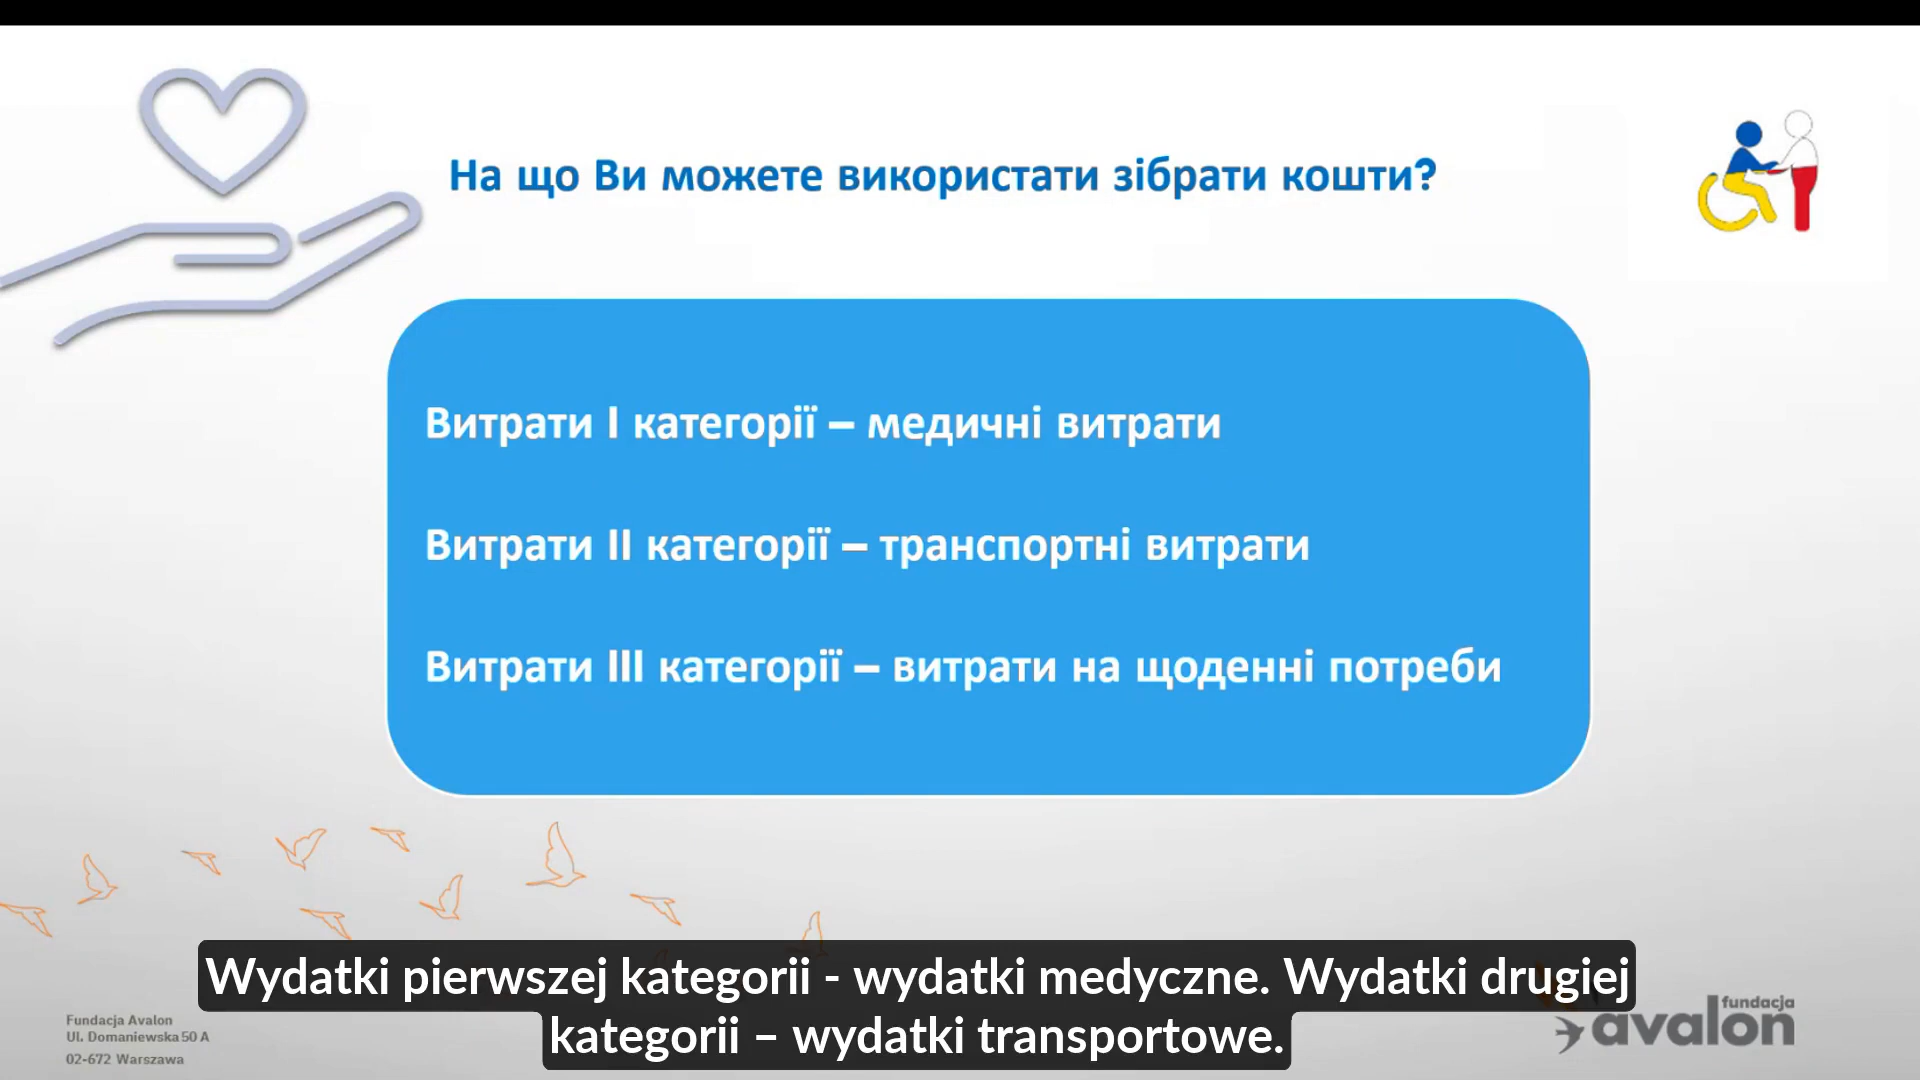 На що Ви можете використати зібрати кошти?
Витрати І категорії – медичні витрати
Витрати ІІ категорії – транспортні витрати
Витрати ІІІ категорії – витрати на щоденні потреби
Wydatki pierwszej kategorii - wydatki medyczne. Wydatki drugiej
kategorii – wydatki transportowe.
Fundacja Avalon
Ul. Domaniewska 50 A
02-672 Warszawa
fundacja
avalon